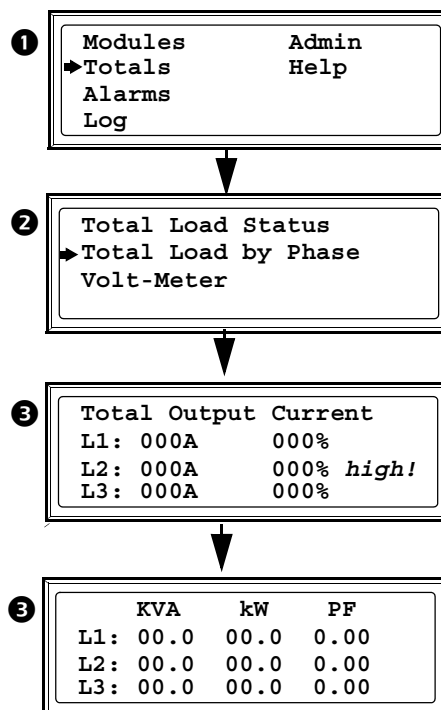 ❶
Modules Admin
Totals Help
Alarms
Log
❷
Total Load Status
Total Load by Phase
Volt-Meter
❸
Total Output Current
L1: 000A 000%
L2: 000A 000% high!
L3: 000A 000%
❸
KVA kW PF
L1: 00.0 00.0 0.00
L2: 00.0 00.0 0.00
L3: 00.0 00.0 0.00